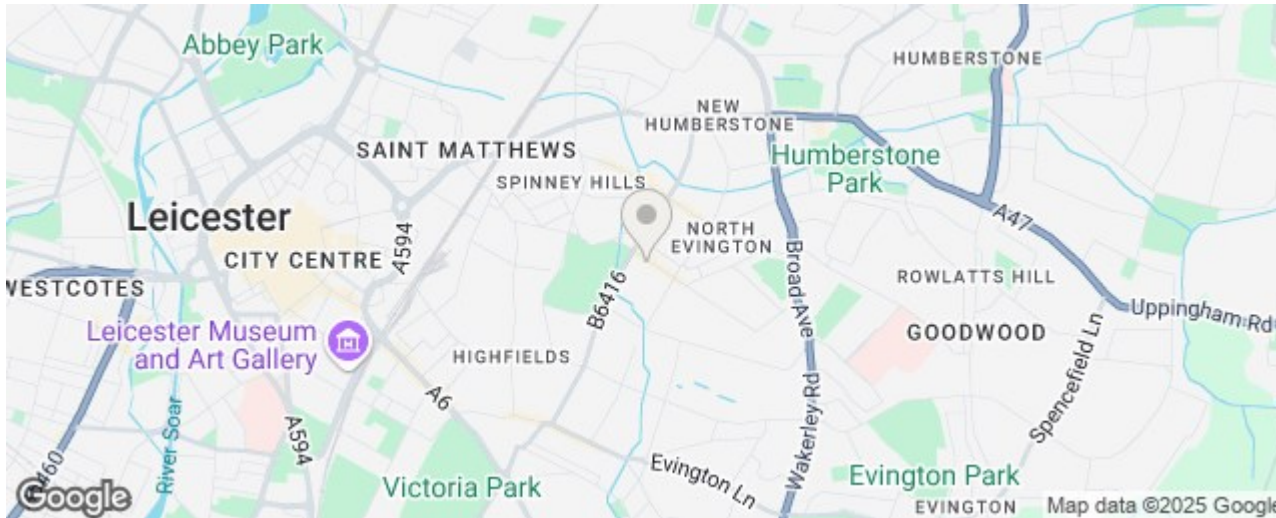 Abbey Park
HUMBERSTONE
NEW
HUMBERSTONE
SAINT MATTHEWS
Humberstone
Park
SPINNEY HILLS
A47
Leicester
NORTH
EVINGTON
A594
CITY CENTRE
Broad Ave
ROWLATTS HILL
WESTCOTES
B6416
Uppingham Rd
Leicester Museum
and Art Gallery
GOODWOOD
HIGHFIELDS
Spencefield Ln
A6
Wakerley Rd
A594
River Soar
Evington Ln
Victoria Park
Evington Park
EVINGTON
Google
Map data ©2025 Google